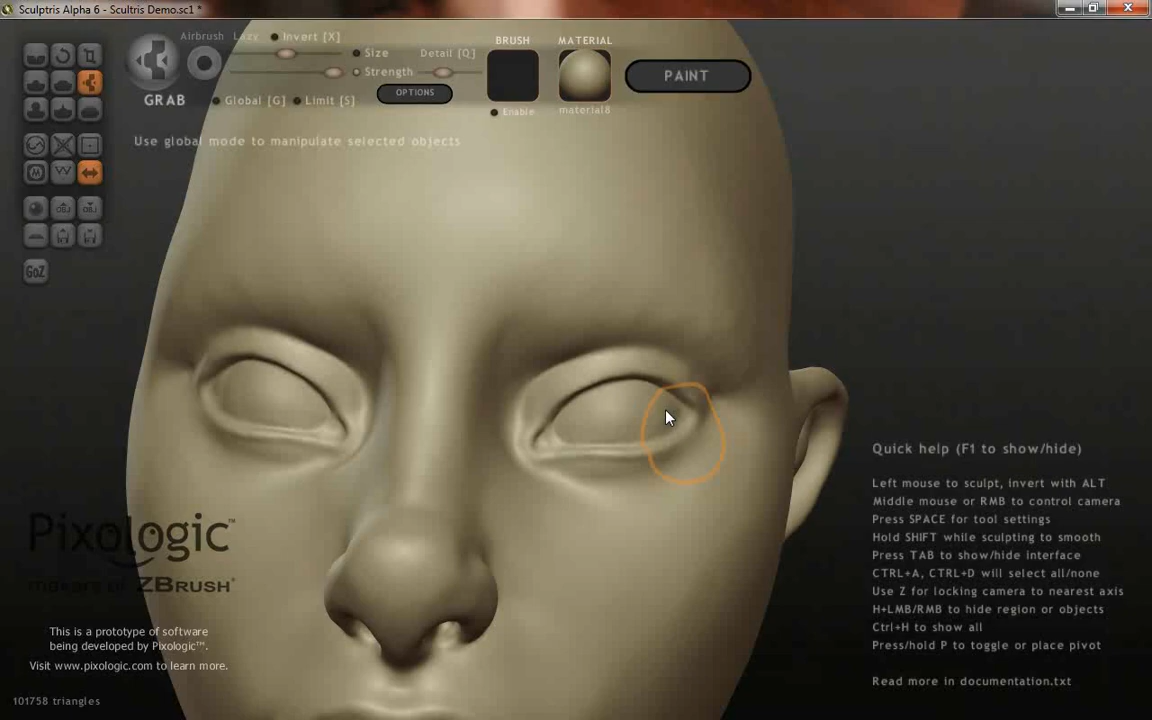 Sculptris Alpha 6 - Scultris Demo.sc1 *
Airbrush Lazy Invert [X]
Size Detail [Q]
Strength
GRAB Global [G] Limit [S] OPTIONS
BRUSH MATERIAL
PAINT
Enable material8
Use global mode to manipulate selected objects
OBJ OBJ
GoZ
Quick help (F1 to show/hide)
Left mouse to sculpt, invert with ALT
Middle mouse or RMB to control camera
Press SPACE for tool settings
Hold SHIFT while sculpting to smooth
Press TAB to show/hide interface
CTRL+A, CTRL+D will select all/none
Use Z for locking camera to nearest axis
H+LMB/RMB to hide region or objects
Ctrl+H to show all
Press/hold P to toggle or place pivot
Read more in documentation.txt
Pixologic™
makers of ZBRUSH®
This is a prototype of software
being developed by Pixologic™.
Visit www.pixologic.com to learn more.
101758 triangles